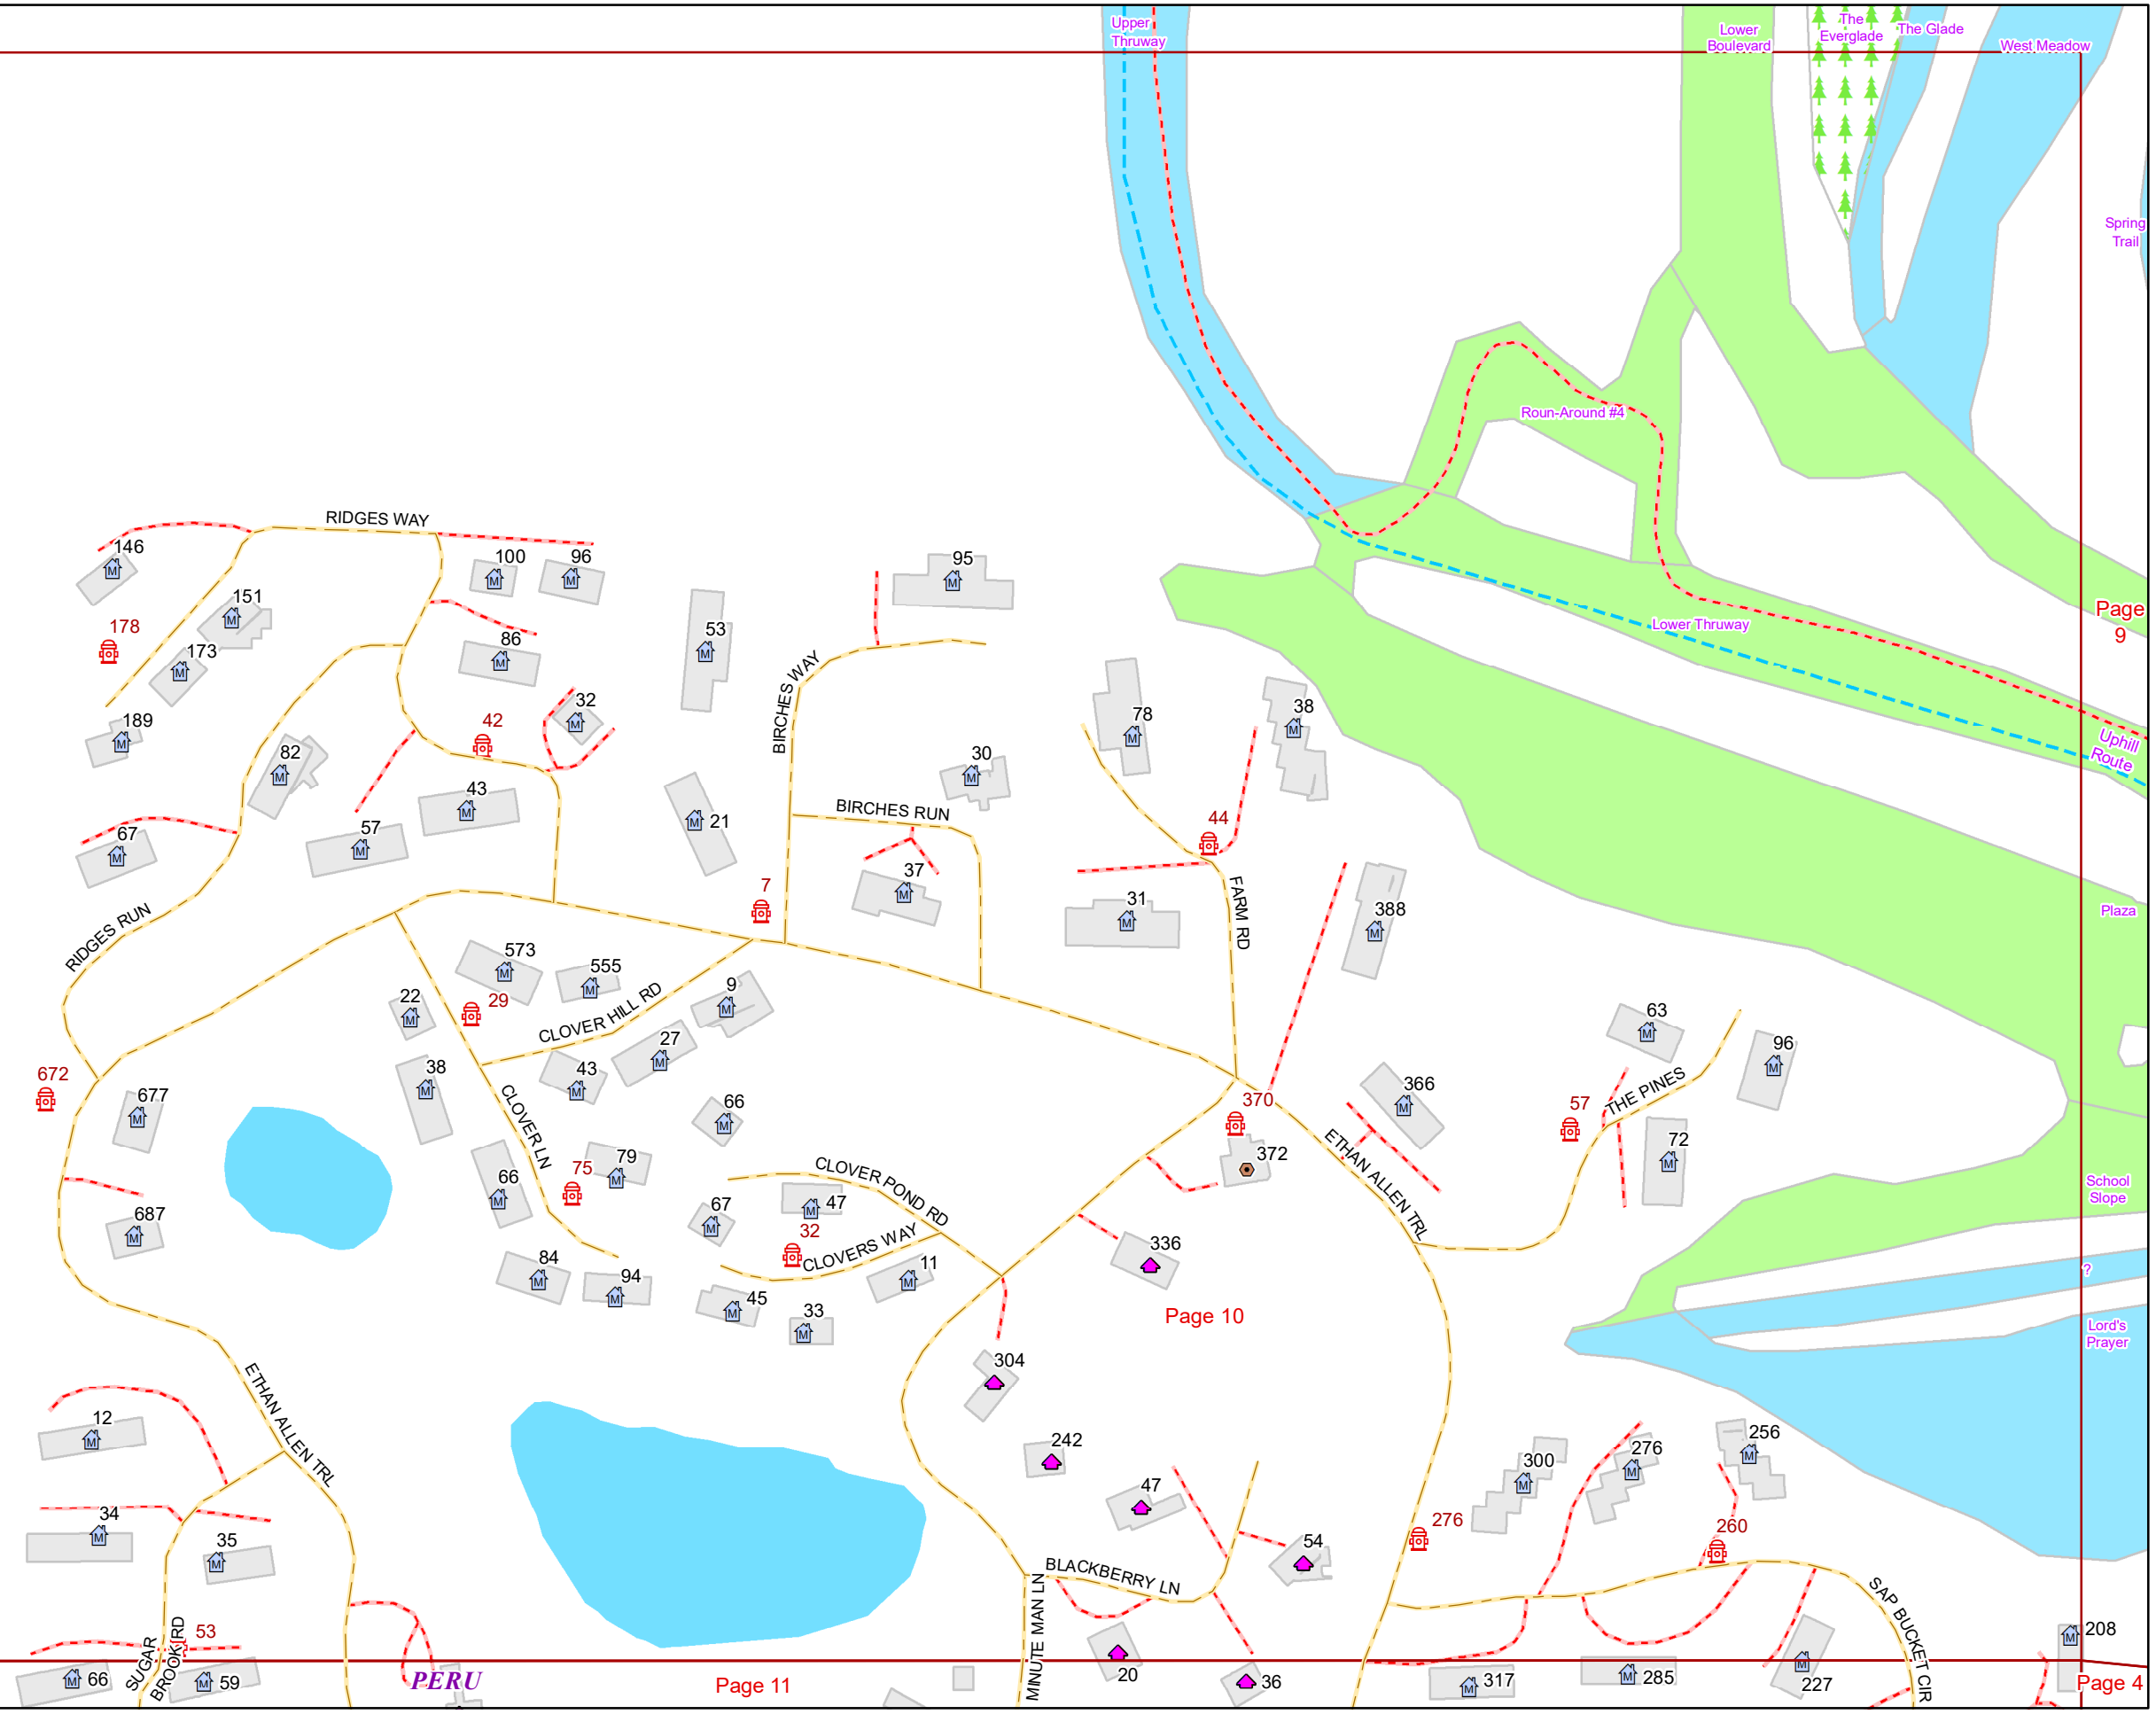 Upper
Thruway
Lower
Boulevard
The
Everglade
The Glade
West Meadow
Spring
Trail
Roun-Around #4
RIDGES WAY
146
100
96
95
151
178
173
86
53
Page
9
Lower Thruway
BIRCHES WAY
32
189
42
78
38
Uphill
Route
82
30
43
BIRCHES RUN
21
44
67
57
37
7
31
FARM RD
388
Plaza
RIDGES RUN
573
555
9
22
29
CLOVER HILL RD
63
27
96
672
38
43
THE PINES
677
66
366
370
57
CLOVER LN
ETHAN ALLEN TRL
72
372
79
75
66
CLOVER POND RD
School
Slope
687
67
47
32
CLOVERS WAY
336
11
?
84
94
45
33
Page 10
Lord's
Prayer
304
ETHAN ALLEN TRL
12
242
300
276
256
47
34
35
54
276
260
BLACKBERRY LN
SAP BUCKET CIR
53
SUGAR
BROOK RD
MINUTE MAN LN
208
66
59
PERU
Page 11
20
36
317
285
227
Page 4